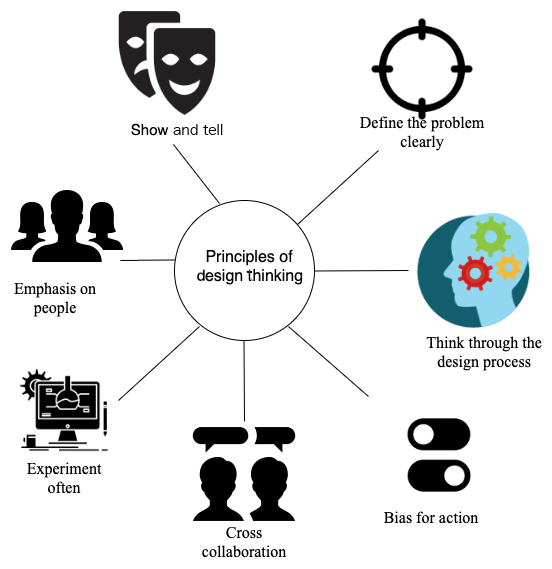 Show and tell
Define the problem
clearly
Principles of
design thinking
Emphasis on
people
Think through the
design process
Experiment
often
Cross
collaboration
Bias for action